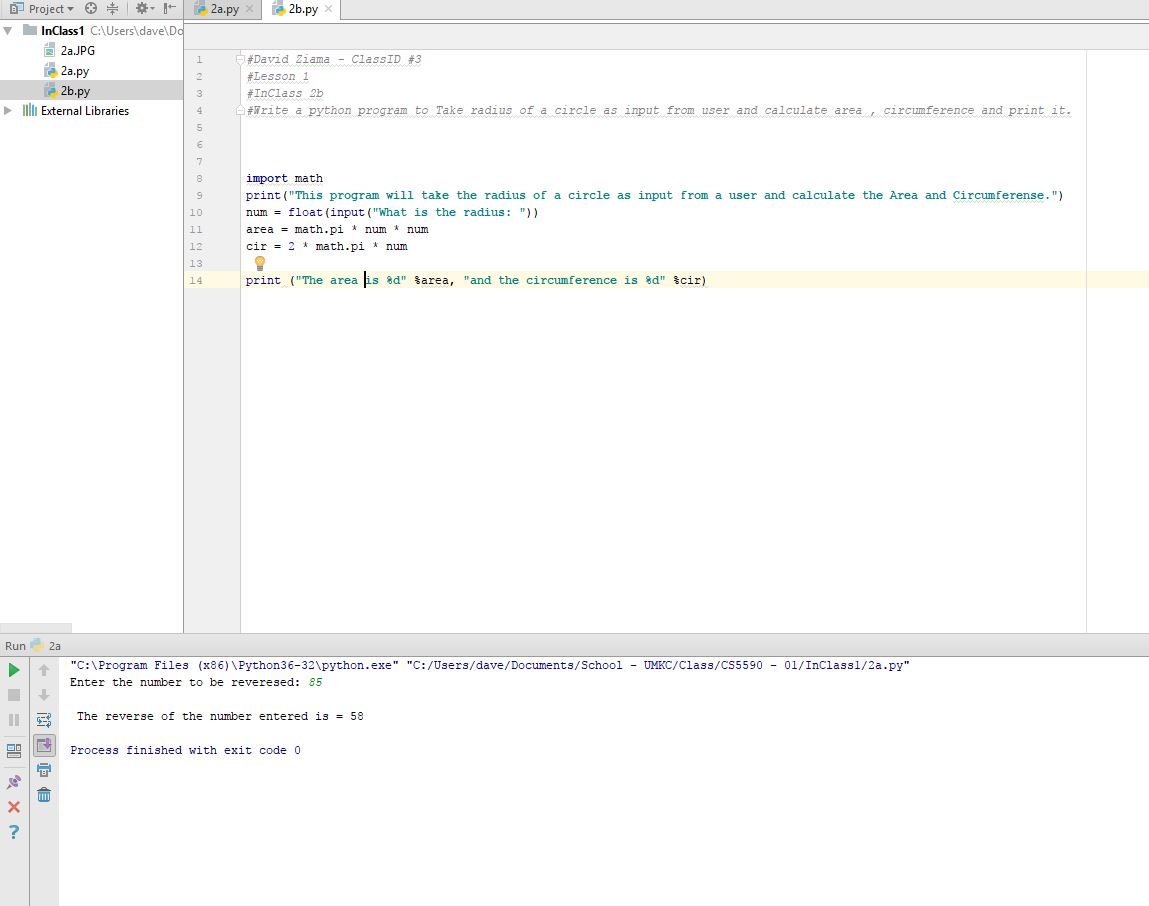 Project
2a.py
2b.py
InClass1 C:\Users\dave\Do
2a.JPG
2a.py
2b.py
External Libraries
1 #David Ziama - ClassID #3
2 #Lesson 1
3 #InClass 2b
4 #Write a python program to Take radius of a circle as input from user and calculate area , circumference and print it.
5
6
7
8 import math
9 print("This program will take the radius of a circle as input from a user and calculate the Area and Circumferense.")
10 num = float(input("What is the radius: "))
11 area = math.pi * num * num
12 cir = 2 * math.pi * num
13
14 print ("The area is %d" %area, "and the circumference is %d" %cir)
Run 2a
"C:\Program Files (x86)\Python36-32\python.exe" "C:/Users/dave/Documents/School - UMKC/Class/CS5590 - 01/InClass1/2a.py"
Enter the number to be reveresed: 85
The reverse of the number entered is = 58
Process finished with exit code 0